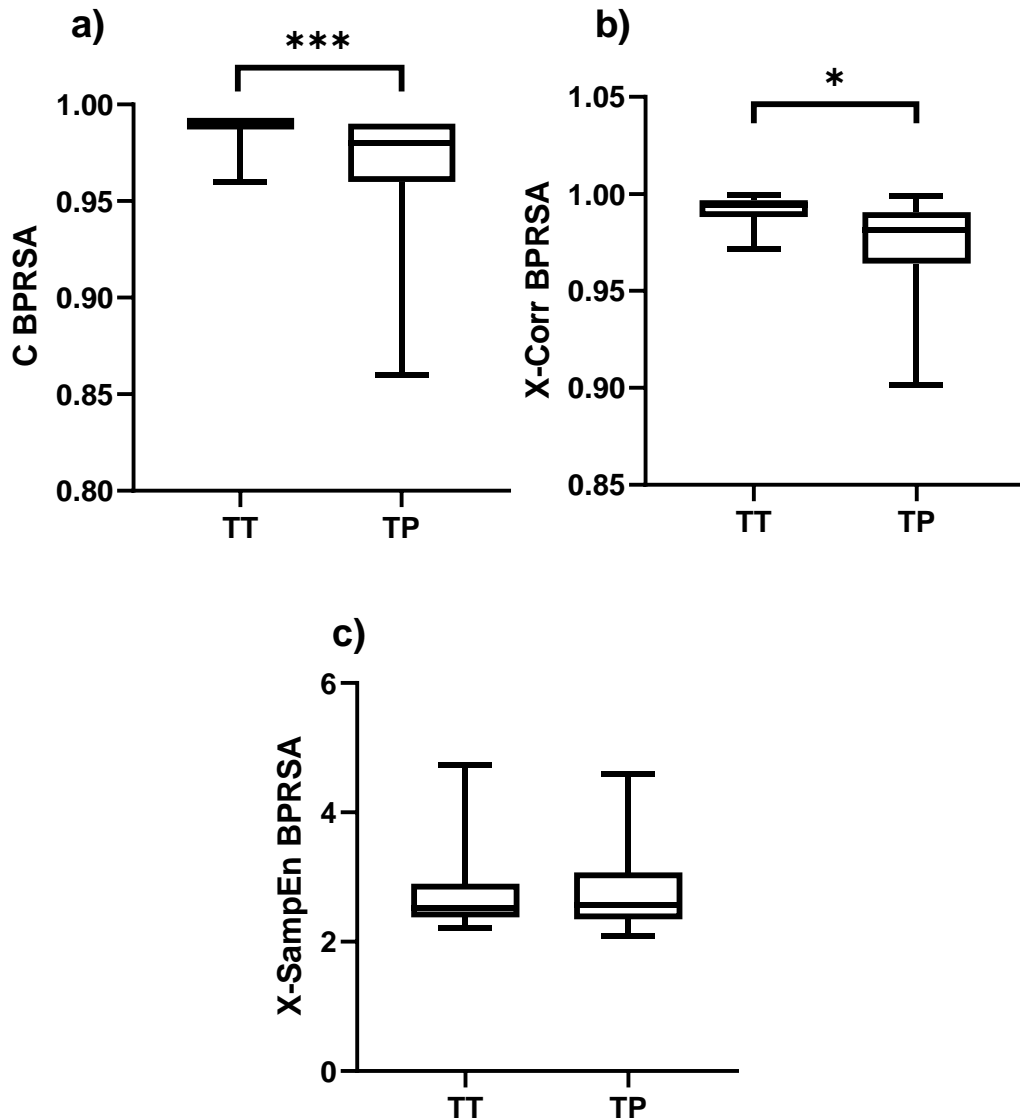 a)
***
1.00
0.95
0.90
0.85
0.80
C BPRSA
TT
TP
b)
*
1.05
1.00
0.95
0.90
0.85
X-Corr BPRSA
TT
TP
c)
6
4
2
0
X-SampEn BPRSA
TT
TP